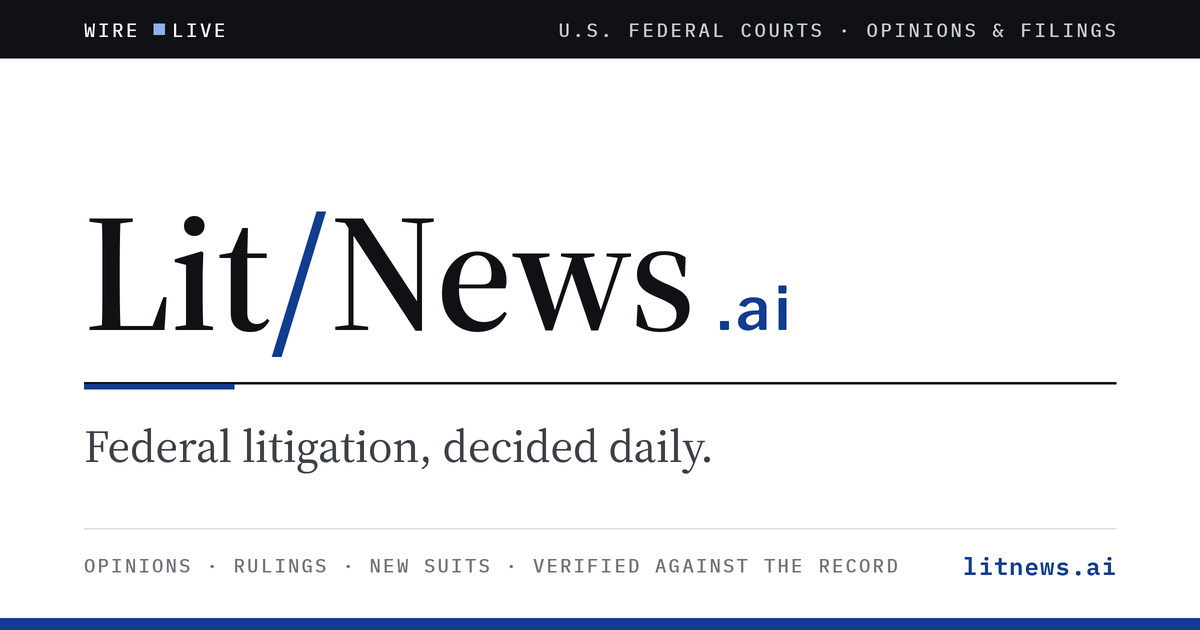 WIRE LIVE
U.S. FEDERAL COURTS · OPINIONS & FILINGS
Lit/News .ai
Federal litigation, decided daily.
OPINIONS · RULINGS · NEW SUITS · VERIFIED AGAINST THE RECORD
litnews.ai